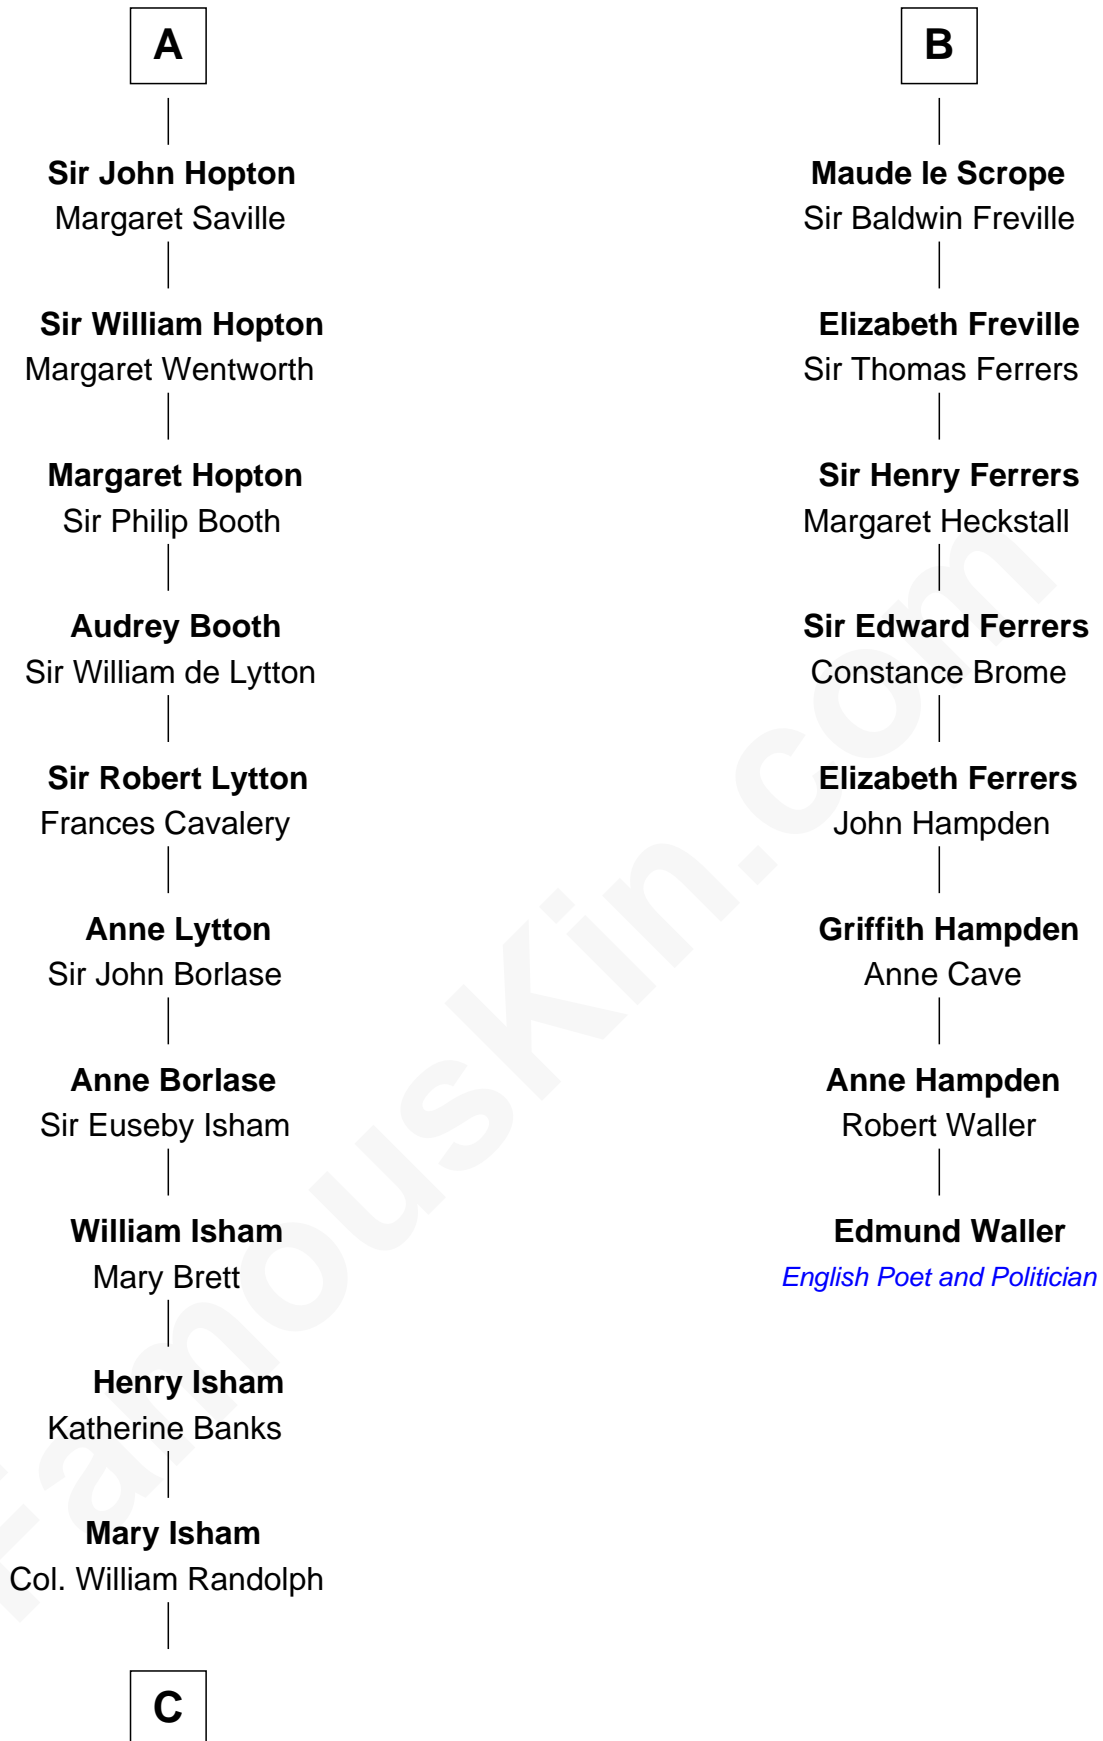 A
Sir John Hopton
Margaret Saville
Sir William Hopton
Margaret Wentworth
Margaret Hopton
Sir Philip Booth
Audrey Booth
Sir William de Lytton
Sir Robert Lytton
Frances Cavalery
Anne Lytton
Sir John Borlase
Anne Borlase
Sir Euseby Isham
William Isham
Mary Brett
Henry Isham
Katherine Banks
Mary Isham
Col. William Randolph
C
B
Maude le Scrope
Sir Baldwin Freville
Elizabeth Freville
Sir Thomas Ferrers
Sir Henry Ferrers
Margaret Heckstall
Sir Edward Ferrers
Constance Brome
Elizabeth Ferrers
John Hampden
Griffith Hampden
Anne Cave
Anne Hampden
Robert Waller
Edmund Waller
English Poet and Politician
FamousKin.com